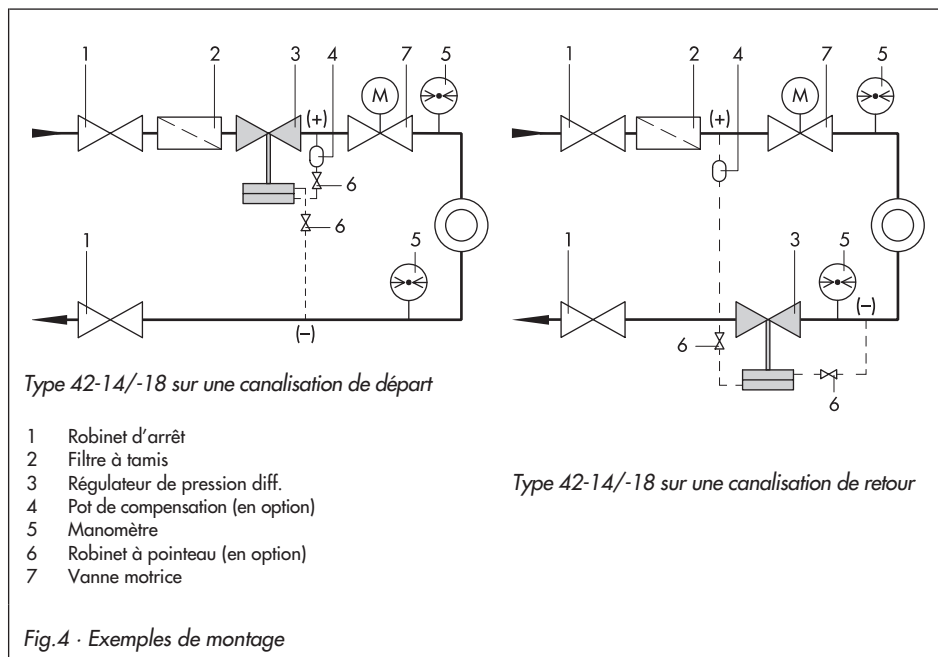 1 2 3 4 7 5
M
(+)
6
6
1
5
(–)
Type 42-14/-18 sur une canalisation de départ
1 2 4 7 5
M
(+)
1
3
5
(–)
6
6
Type 42-14/-18 sur une canalisation de retour
1 Robinet d'arrêt
2 Filtre à tamis
3 Régulateur de pression diff.
4 Pot de compensation (en option)
5 Manomètre
6 Robinet à pointeau (en option)
7 Vanne motrice
Fig.4 · Exemples de montage